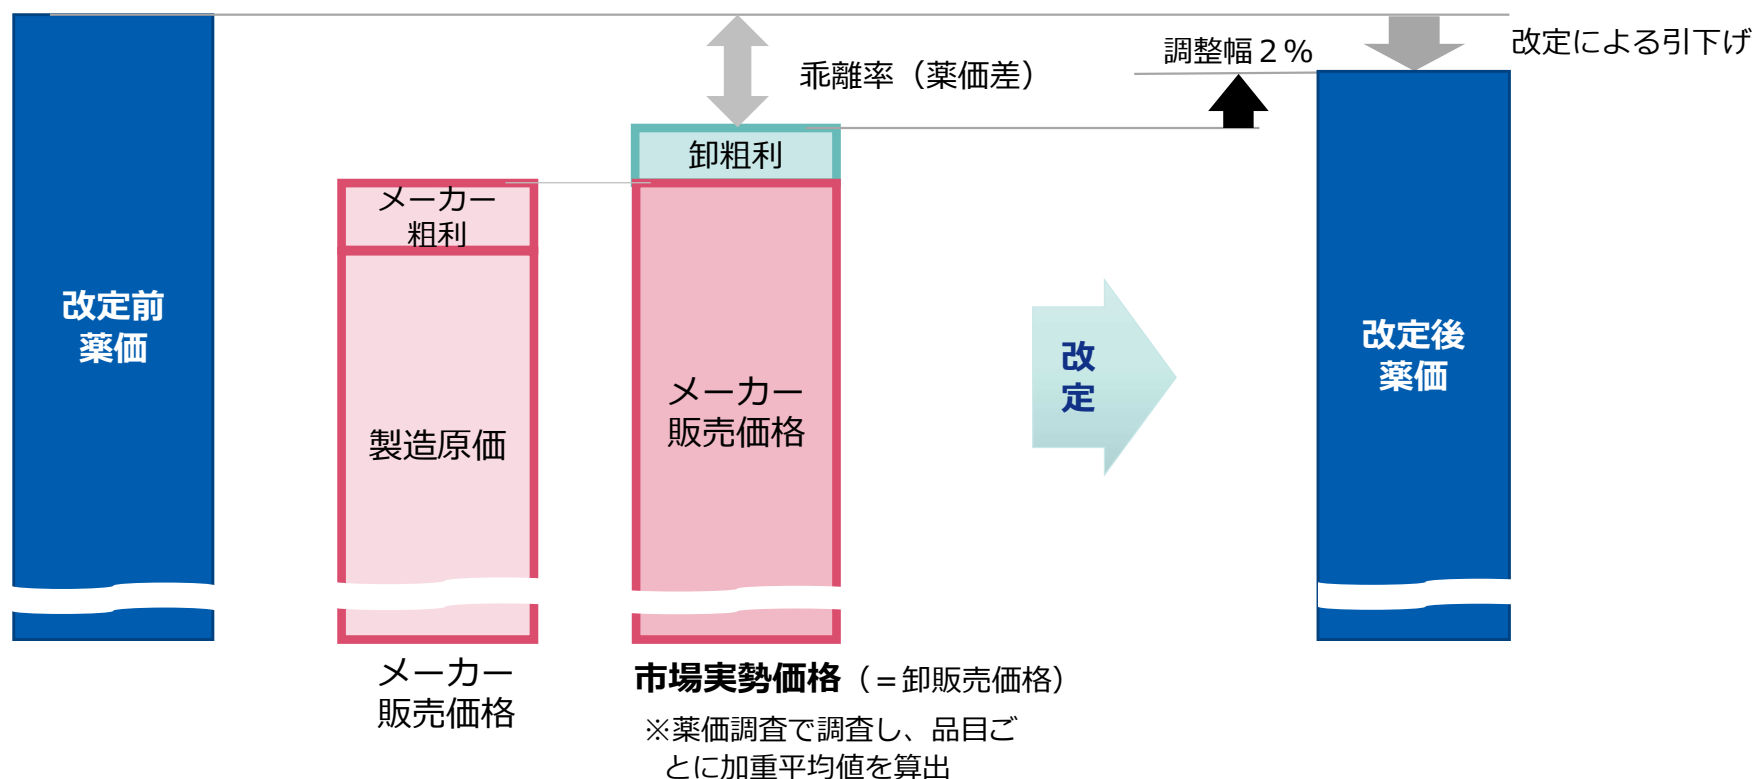 改定前
薬価
メーカー
粗利
製造原価
メーカー
販売価格
乖離率（薬価差）
卸粗利
メーカー
販売価格
市場実勢価格（＝卸販売価格）
※薬価調査で調査し、品目ご
とに加重平均値を算出
改
定
調整幅２％
改定による引下げ
改定後
薬価